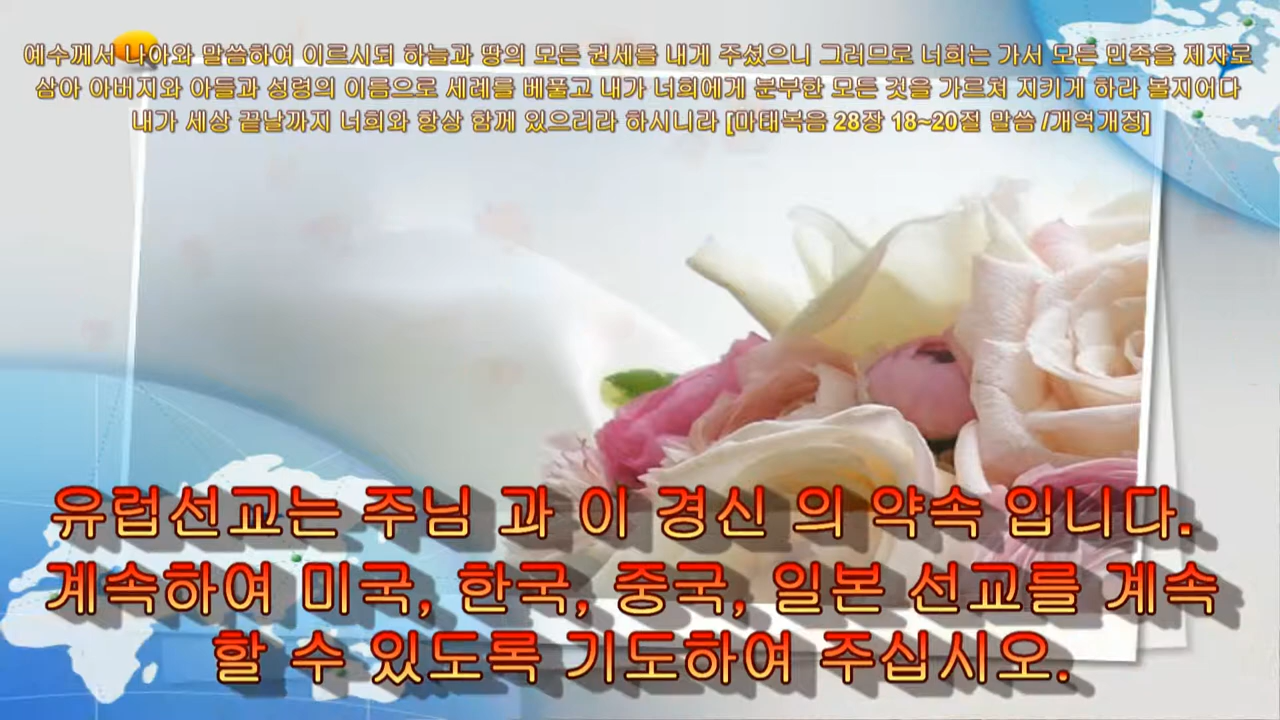 예수께서 나아와 말씀하여 이르시되 하늘과 땅의 모든 권세를 내게 주셨으니 그러므로 너희는 가서 모든 민족을 제자로
삼아 아버지와 아들과 성령의 이름으로 세례를 베풀고 내가 너희에게 분부한 모든 것을 가르쳐 지키게 하라 볼지어다
내가 세상 끝날까지 너희와 항상 함께 있으리라 하시니라 [마태복음 28장 18~20절 말씀 /개역개정]
유럽선교는 주님 과 이 경신 의 약속 입니다.
계속하여 미국, 한국, 중국, 일본 선교를 계속
할 수 있도록 기도하여 주십시오.